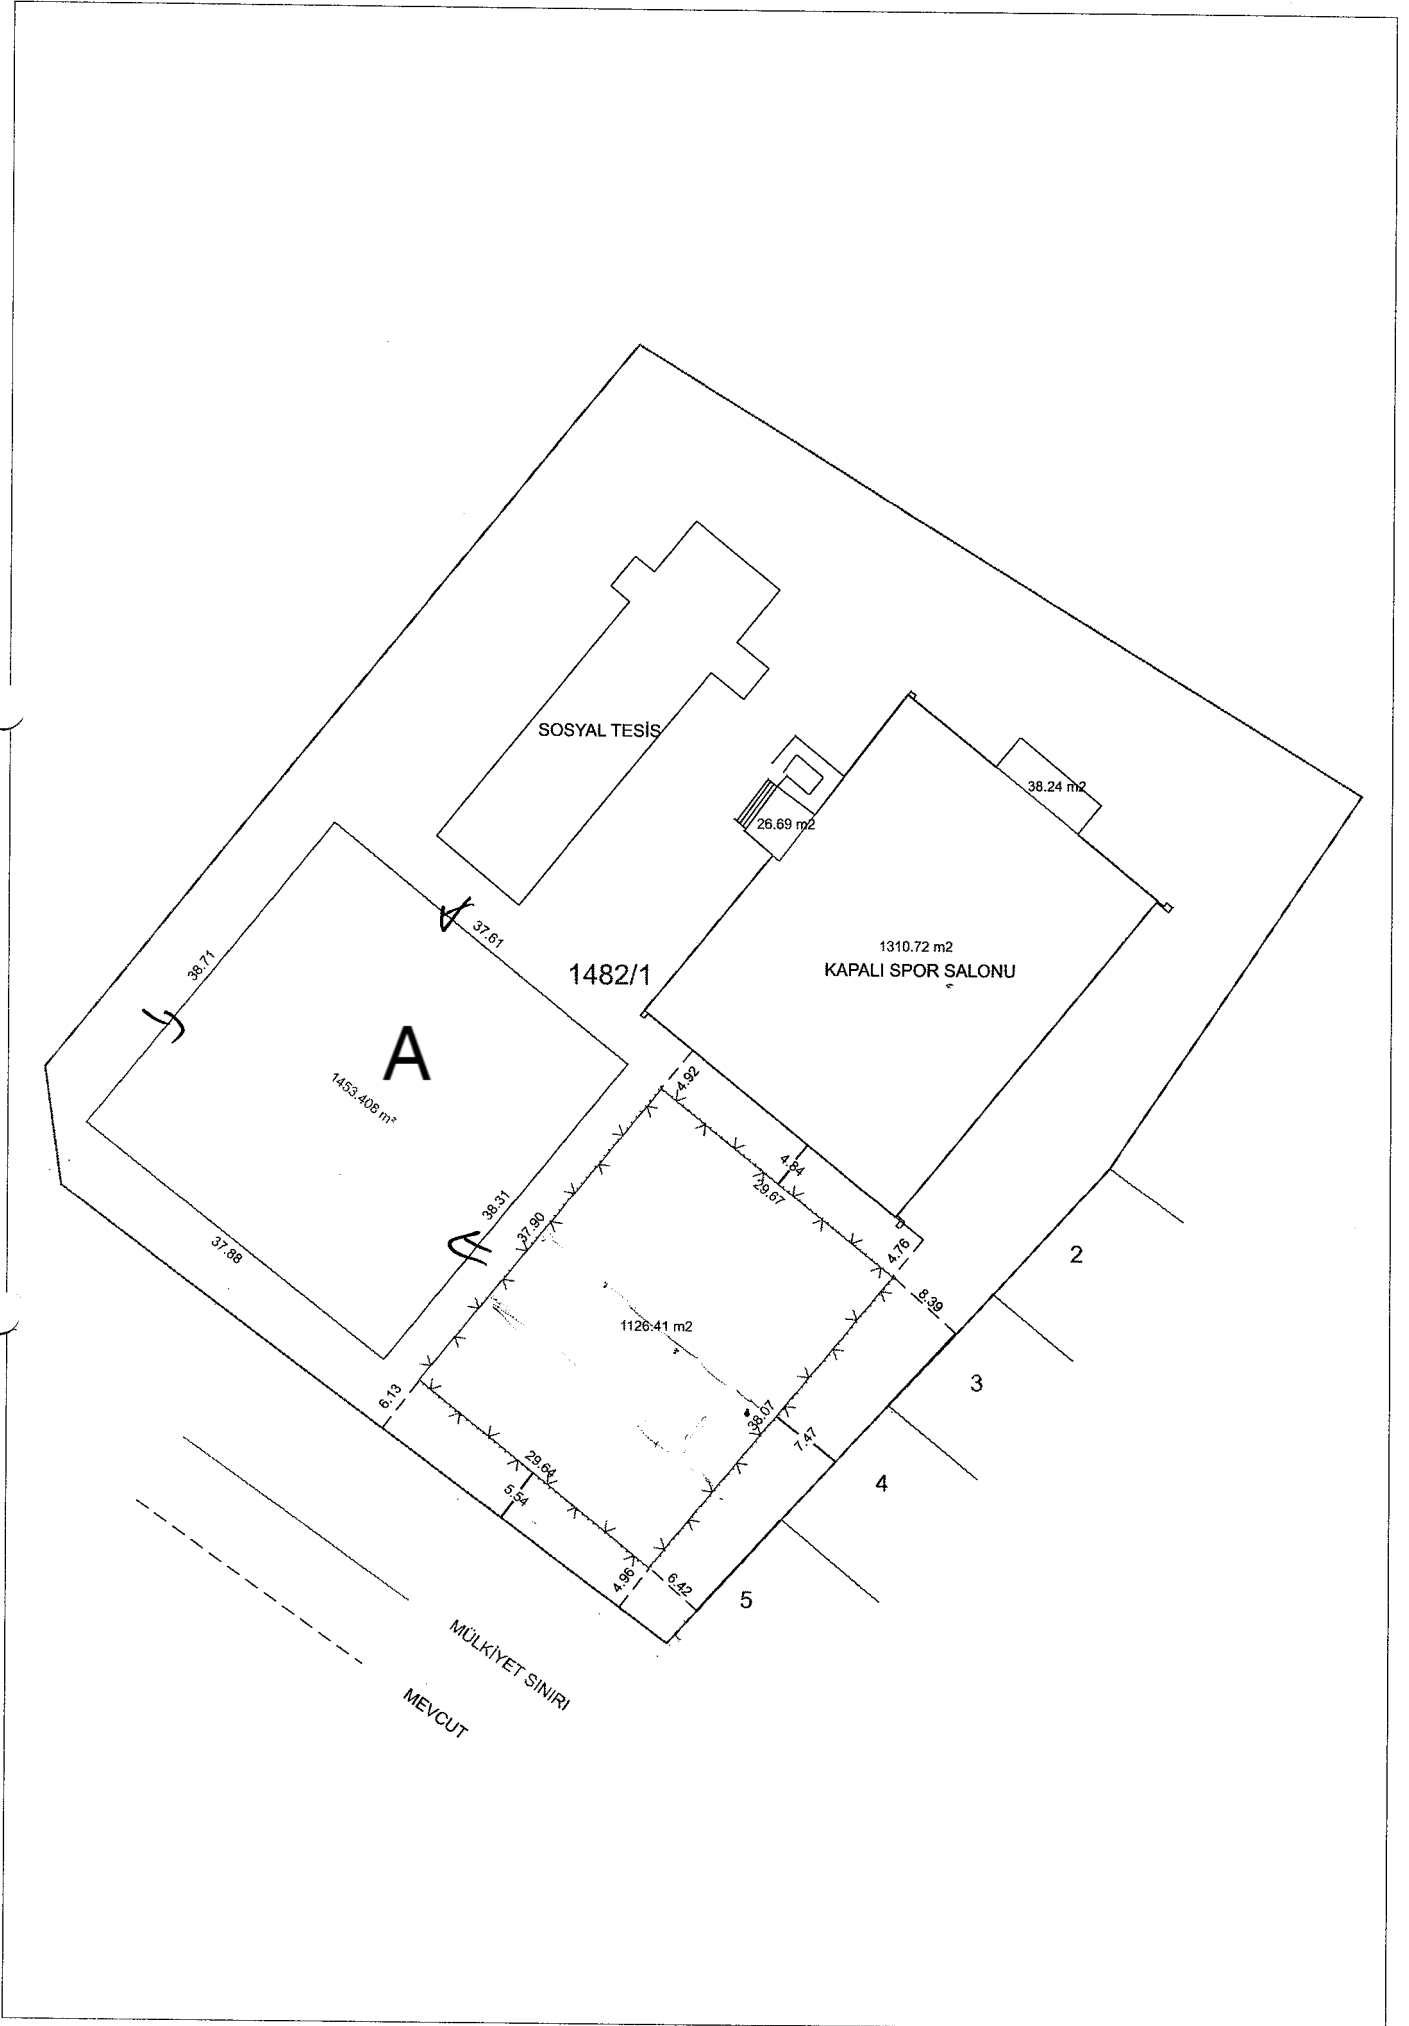 SOSYAL TESİS
38.24 m2
26.69 m2
37.61
1310.72 m2
KAPALI SPOR SALONU
38.71
1482/1
A
1453.408 m²
4.92
4.84
29.67
38.31
37.90
37.88
4.76
2
8.39
1126.41 m2
3
6.13
38.07
7.47
29.64
5.54
4
4.96
6.42
5
MÜLKİYET SINIRI
MEVCUT